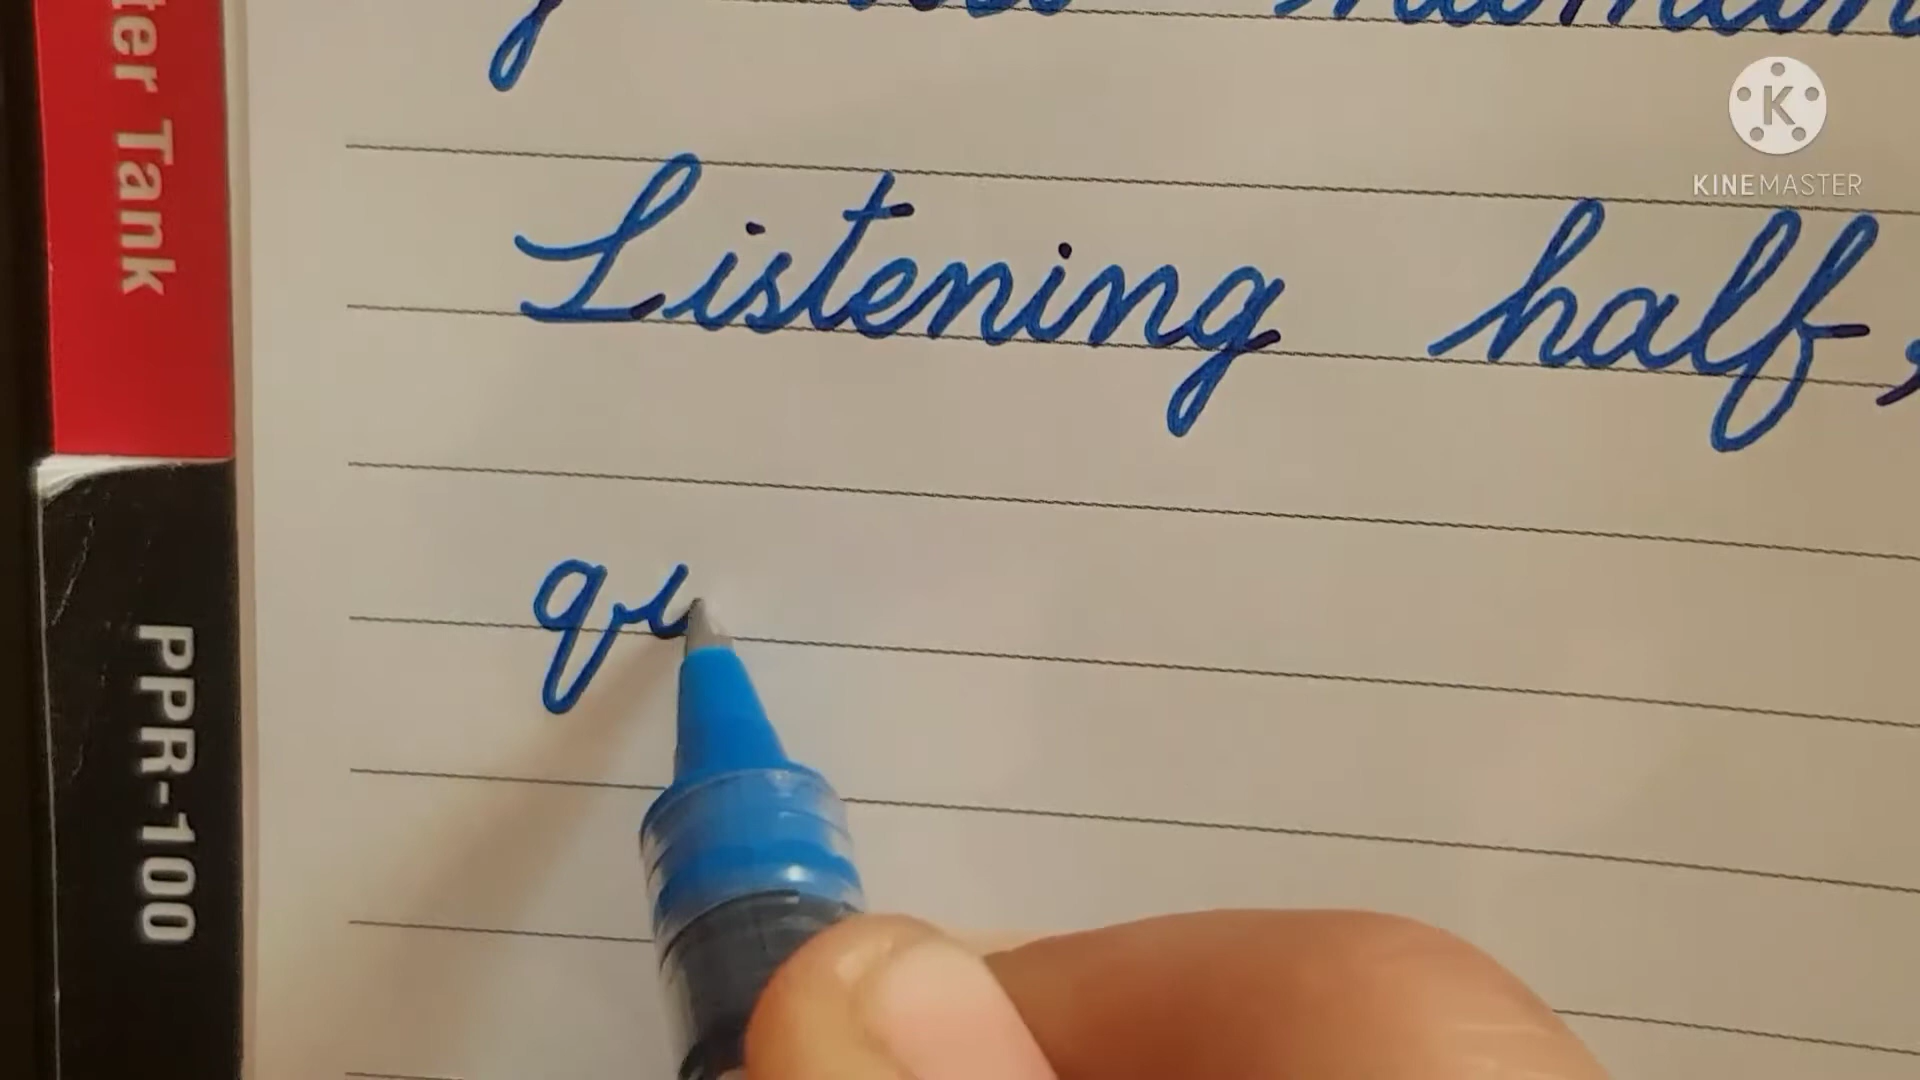 Listening half,
qu
ter Tank
PPR-100
KINEMASTER